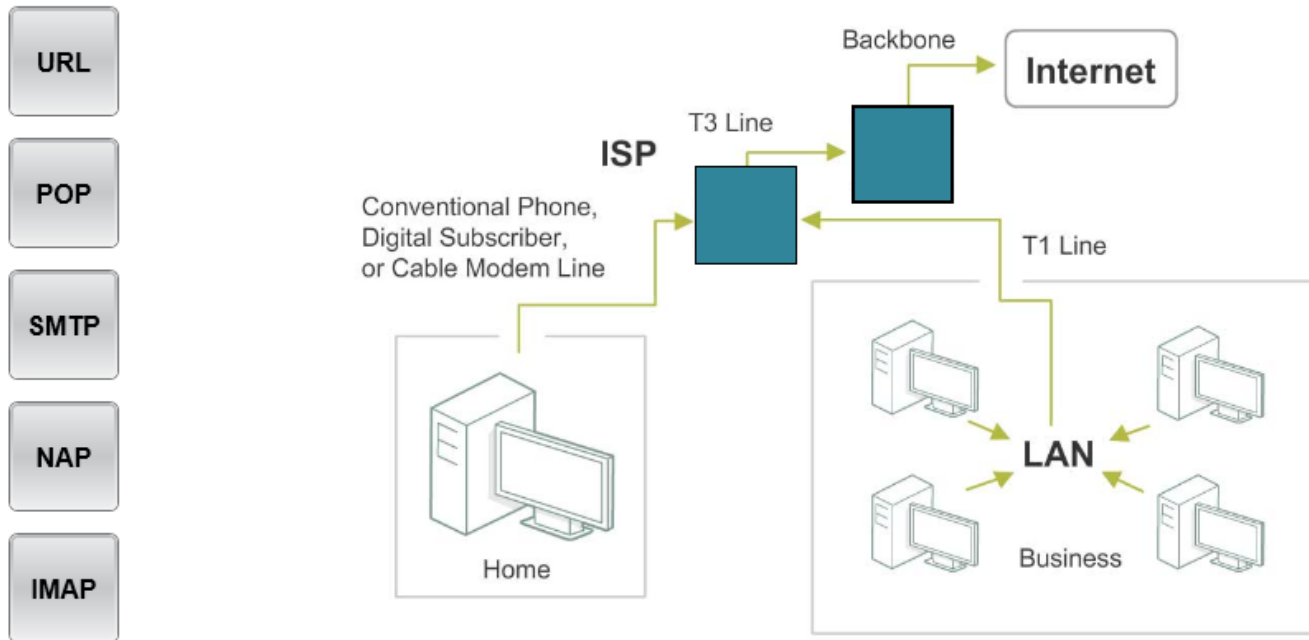 URL
POP
SMTP
NAP
IMAP
Backbone
Internet
T3 Line
ISP
Conventional Phone,
Digital Subscriber,
or Cable Modem Line
T1 Line
Home
LAN
Business